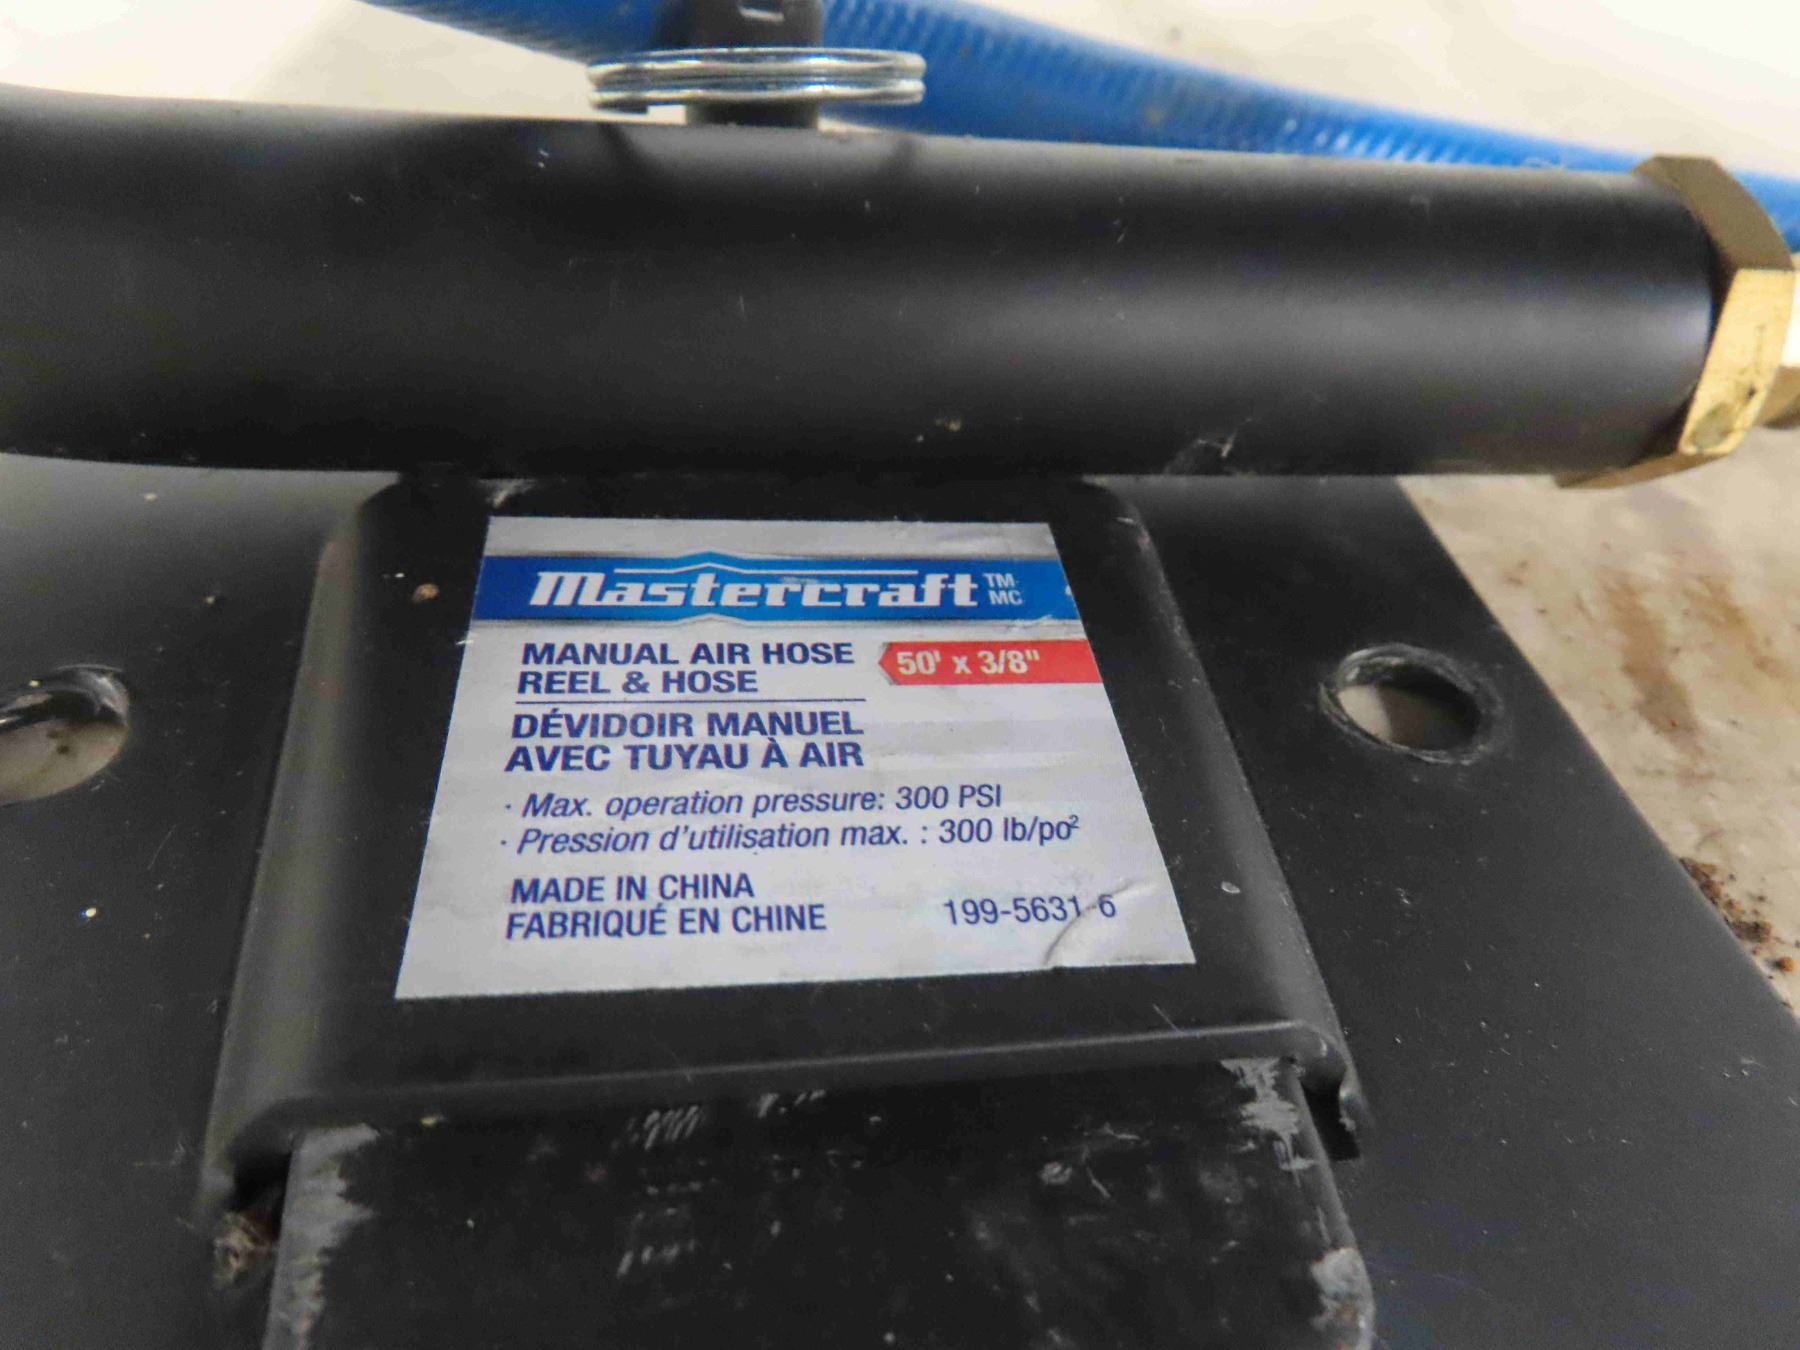 Mastercraft TM
MC
MANUAL AIR HOSE
REEL & HOSE
50' x 3/8"
DÉVIDOIR MANUEL
AVEC TUYAU À AIR
· Max. operation pressure: 300 PSI
· Pression d'utilisation max. : 300 lb/po²
MADE IN CHINA
FABRIQUÉ EN CHINE
199-5631-6